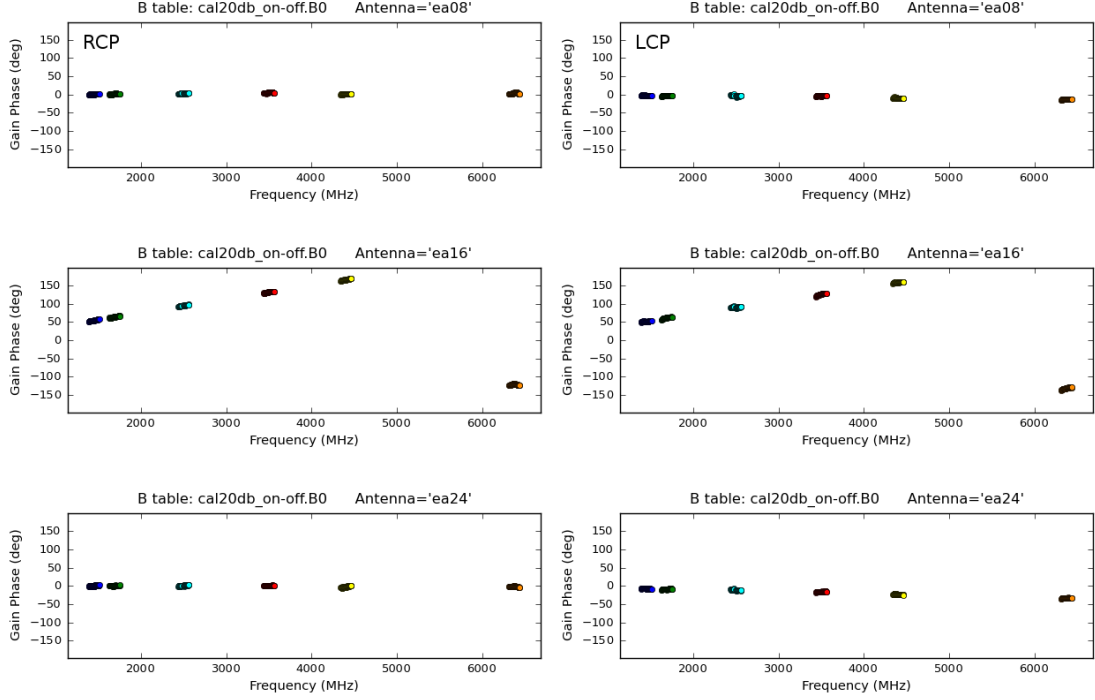 B table: cal20db_on-off.B0 Antenna='ea08'
RCP
Gain Phase (deg)
150
100
50
0
−50
−100
−150
2000 3000 4000 5000 6000
Frequency (MHz)
B table: cal20db_on-off.B0 Antenna='ea08'
LCP
Gain Phase (deg)
150
100
50
0
−50
−100
−150
2000 3000 4000 5000 6000
Frequency (MHz)
B table: cal20db_on-off.B0 Antenna='ea16'
Gain Phase (deg)
150
100
50
0
−50
−100
−150
2000 3000 4000 5000 6000
Frequency (MHz)
B table: cal20db_on-off.B0 Antenna='ea16'
Gain Phase (deg)
150
100
50
0
−50
−100
−150
2000 3000 4000 5000 6000
Frequency (MHz)
B table: cal20db_on-off.B0 Antenna='ea24'
Gain Phase (deg)
150
100
50
0
−50
−100
−150
2000 3000 4000 5000 6000
Frequency (MHz)
B table: cal20db_on-off.B0 Antenna='ea24'
Gain Phase (deg)
150
100
50
0
−50
−100
−150
2000 3000 4000 5000 6000
Frequency (MHz)